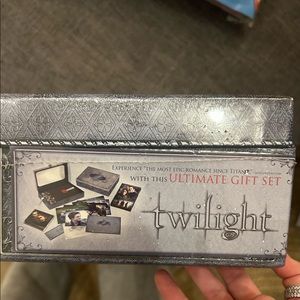 EXPERIENCE "THE MOST EPIC ROMANCE SINCE TITANIC"
WITH THIS ULTIMATE GIFT SET
twilight